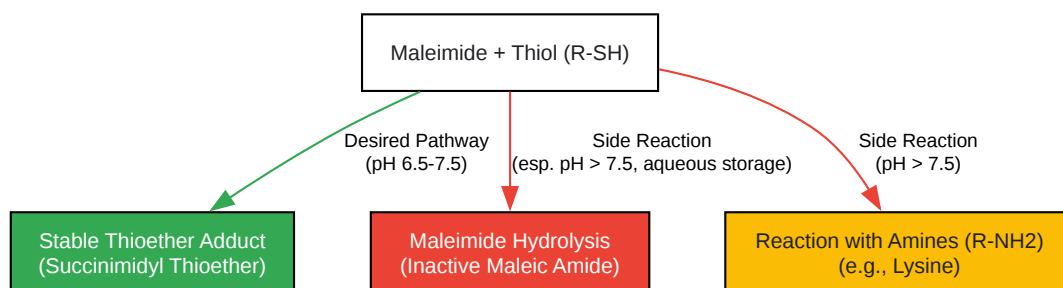 Maleimide + Thiol (R-SH)
Desired Pathway
(pH 6.5-7.5)
Side Reaction
(esp. pH > 7.5, aqueous storage)
Side Reaction
(pH > 7.5)
Stable Thioether Adduct
(Succinimidyl Thioether)
Maleimide Hydrolysis
(Inactive Maleic Amide)
Reaction with Amines (R-NH2)
(e.g., Lysine)